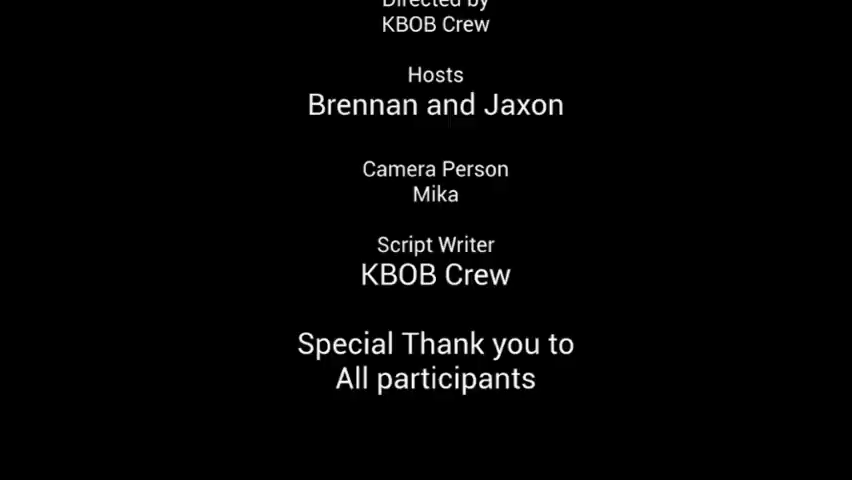 Directed by
KBOB Crew
Hosts
Brennan and Jaxon
Camera Person
Mika
Script Writer
KBOB Crew
Special Thank you to
All participants